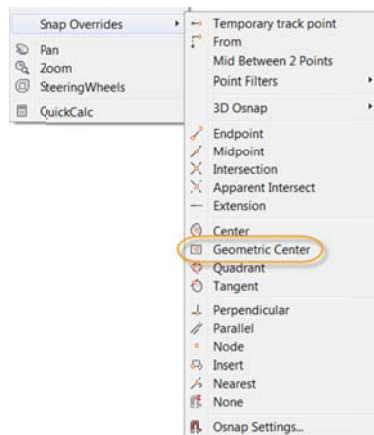 Snap Overrides
Pan
Zoom
SteeringWheels
QuickCalc
Temporary track point
From
Mid Between 2 Points
Point Filters
3D Osnap
Endpoint
Midpoint
Intersection
Apparent Intersect
Extension
Center
Geometric Center
Quadrant
Tangent
Perpendicular
Parallel
Node
Insert
Nearest
None
Osnap Settings...